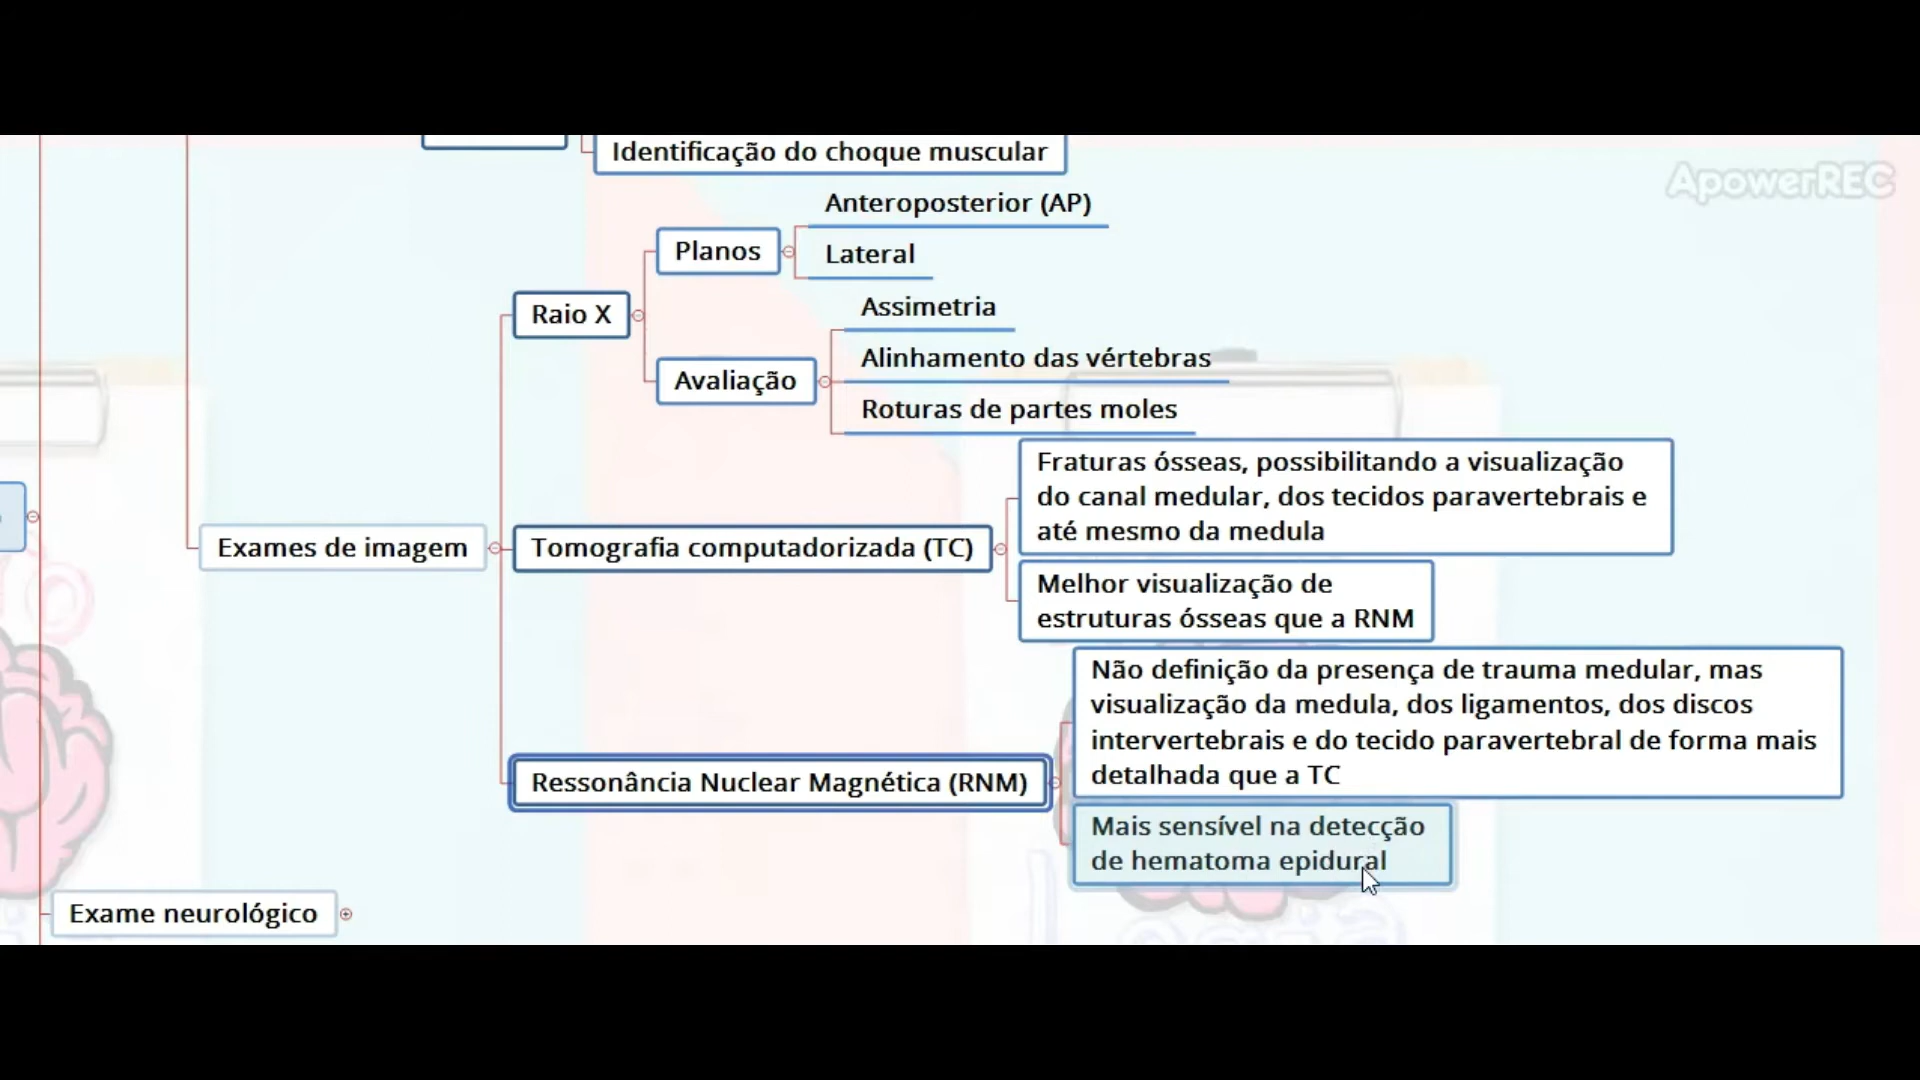 Identificação do choque muscular
ApowerREC
Anteroposterior (AP)
Planos
Lateral
Raio X
Assimetria
Avaliação
Alinhamento das vértebras
Roturas de partes moles
Exames de imagem
Tomografia computadorizada (TC)
Fraturas ósseas, possibilitando a visualização
do canal medular, dos tecidos paravertebrais e
até mesmo da medula
Melhor visualização de
estruturas ósseas que a RNM
Ressonância Nuclear Magnética (RNM)
Não definição da presença de trauma medular, mas
visualização da medula, dos ligamentos, dos discos
intervertebrais e do tecido paravertebral de forma mais
detalhada que a TC
Mais sensível na detecção
de hematoma epidural
Exame neurológico